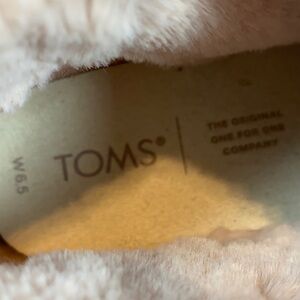 W6.5
TOMS®
THE ORIGINAL
ONE FOR ONE
COMPANY